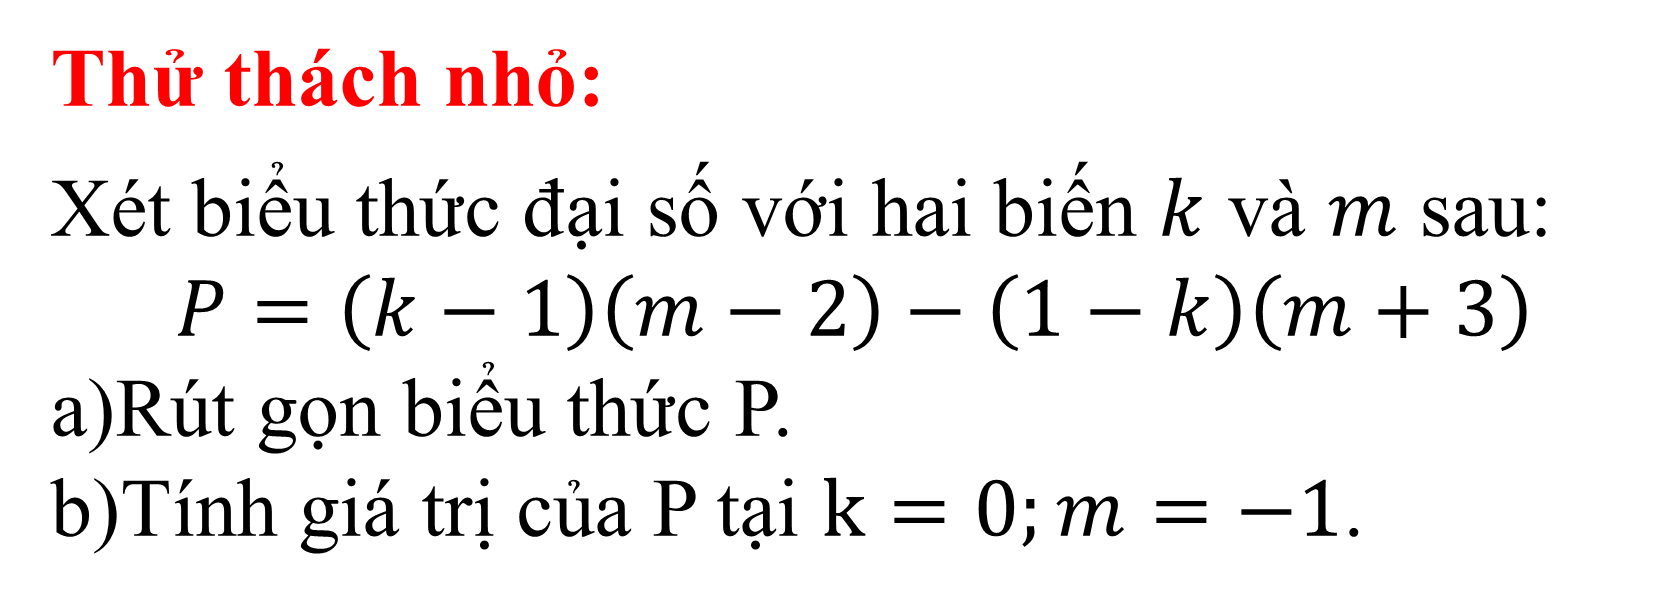 Thử thách nhỏ:
Xét biểu thức đại số với hai biến k và m sau:
P = (k − 1)(m − 2) − (1 − k)(m + 3)
a)Rút gọn biểu thức P.
b)Tính giá trị của P tại k = 0; m = −1.